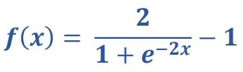 f(x) = 2 / (1 + e^{-2x}) - 1